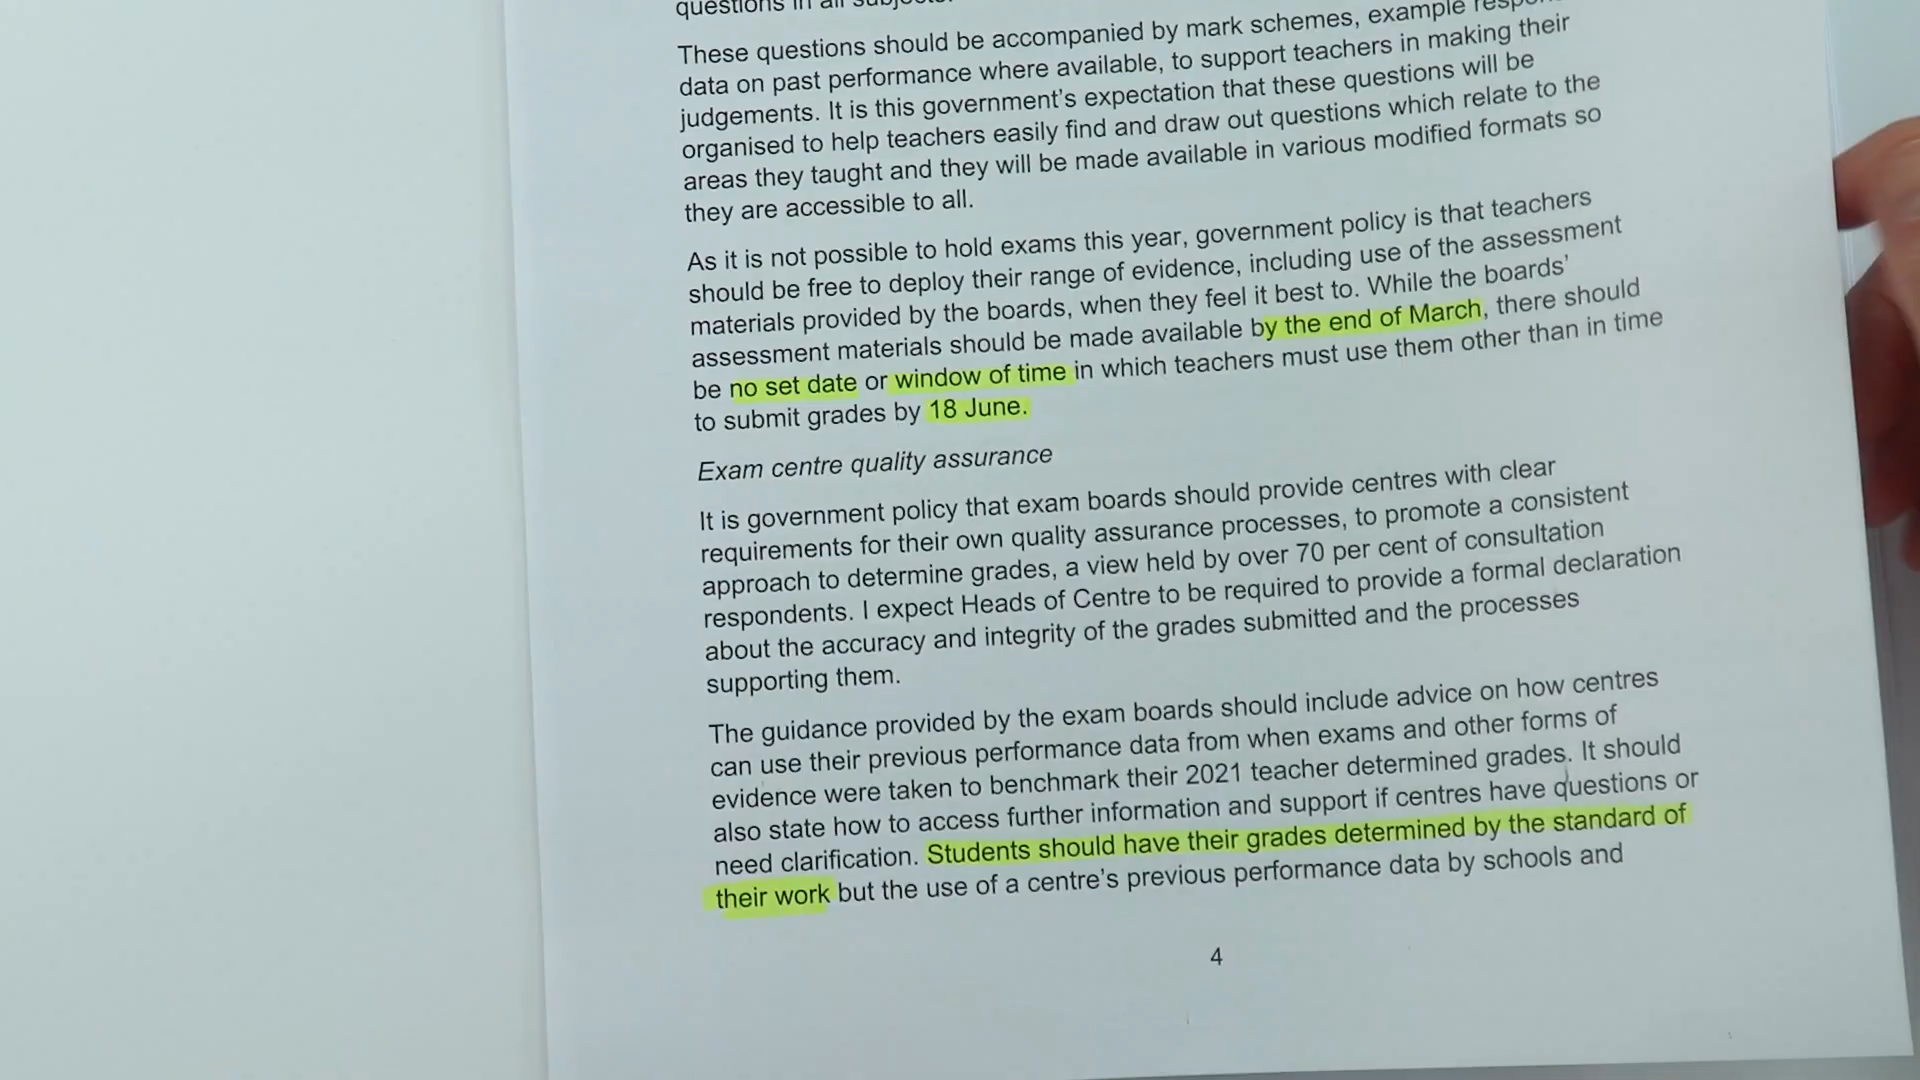 questions in all
These questions should be accompanied by mark schemes, example
data on past performance where available, to support teachers in making their
judgements. It is this government's expectation that these questions will be
organised to help teachers easily find and draw out questions which relate to the
areas they taught and they will be made available in various modified formats so
they are accessible to all.
As it is not possible to hold exams this year, government policy is that teachers
should be free to deploy their range of evidence, including use of the assessment
materials provided by the boards, when they feel it best to. While the boards'
assessment materials should be made available by the end of March, there should
be no set date or window of time in which teachers must use them other than in time
to submit grades by 18 June.
Exam centre quality assurance
It is government policy that exam boards should provide centres with clear
requirements for their own quality assurance processes, to promote a consistent
approach to determine grades, a view held by over 70 per cent of consultation
respondents. I expect Heads of Centre to be required to provide a formal declaration
about the accuracy and integrity of the grades submitted and the processes
supporting them.
The guidance provided by the exam boards should include advice on how centres
can use their previous performance data from when exams and other forms of
evidence were taken to benchmark their 2021 teacher determined grades. It should
also state how to access further information and support if centres have questions or
need clarification. Students should have their grades determined by the standard of
their work but the use of a centre's previous performance data by schools and
4